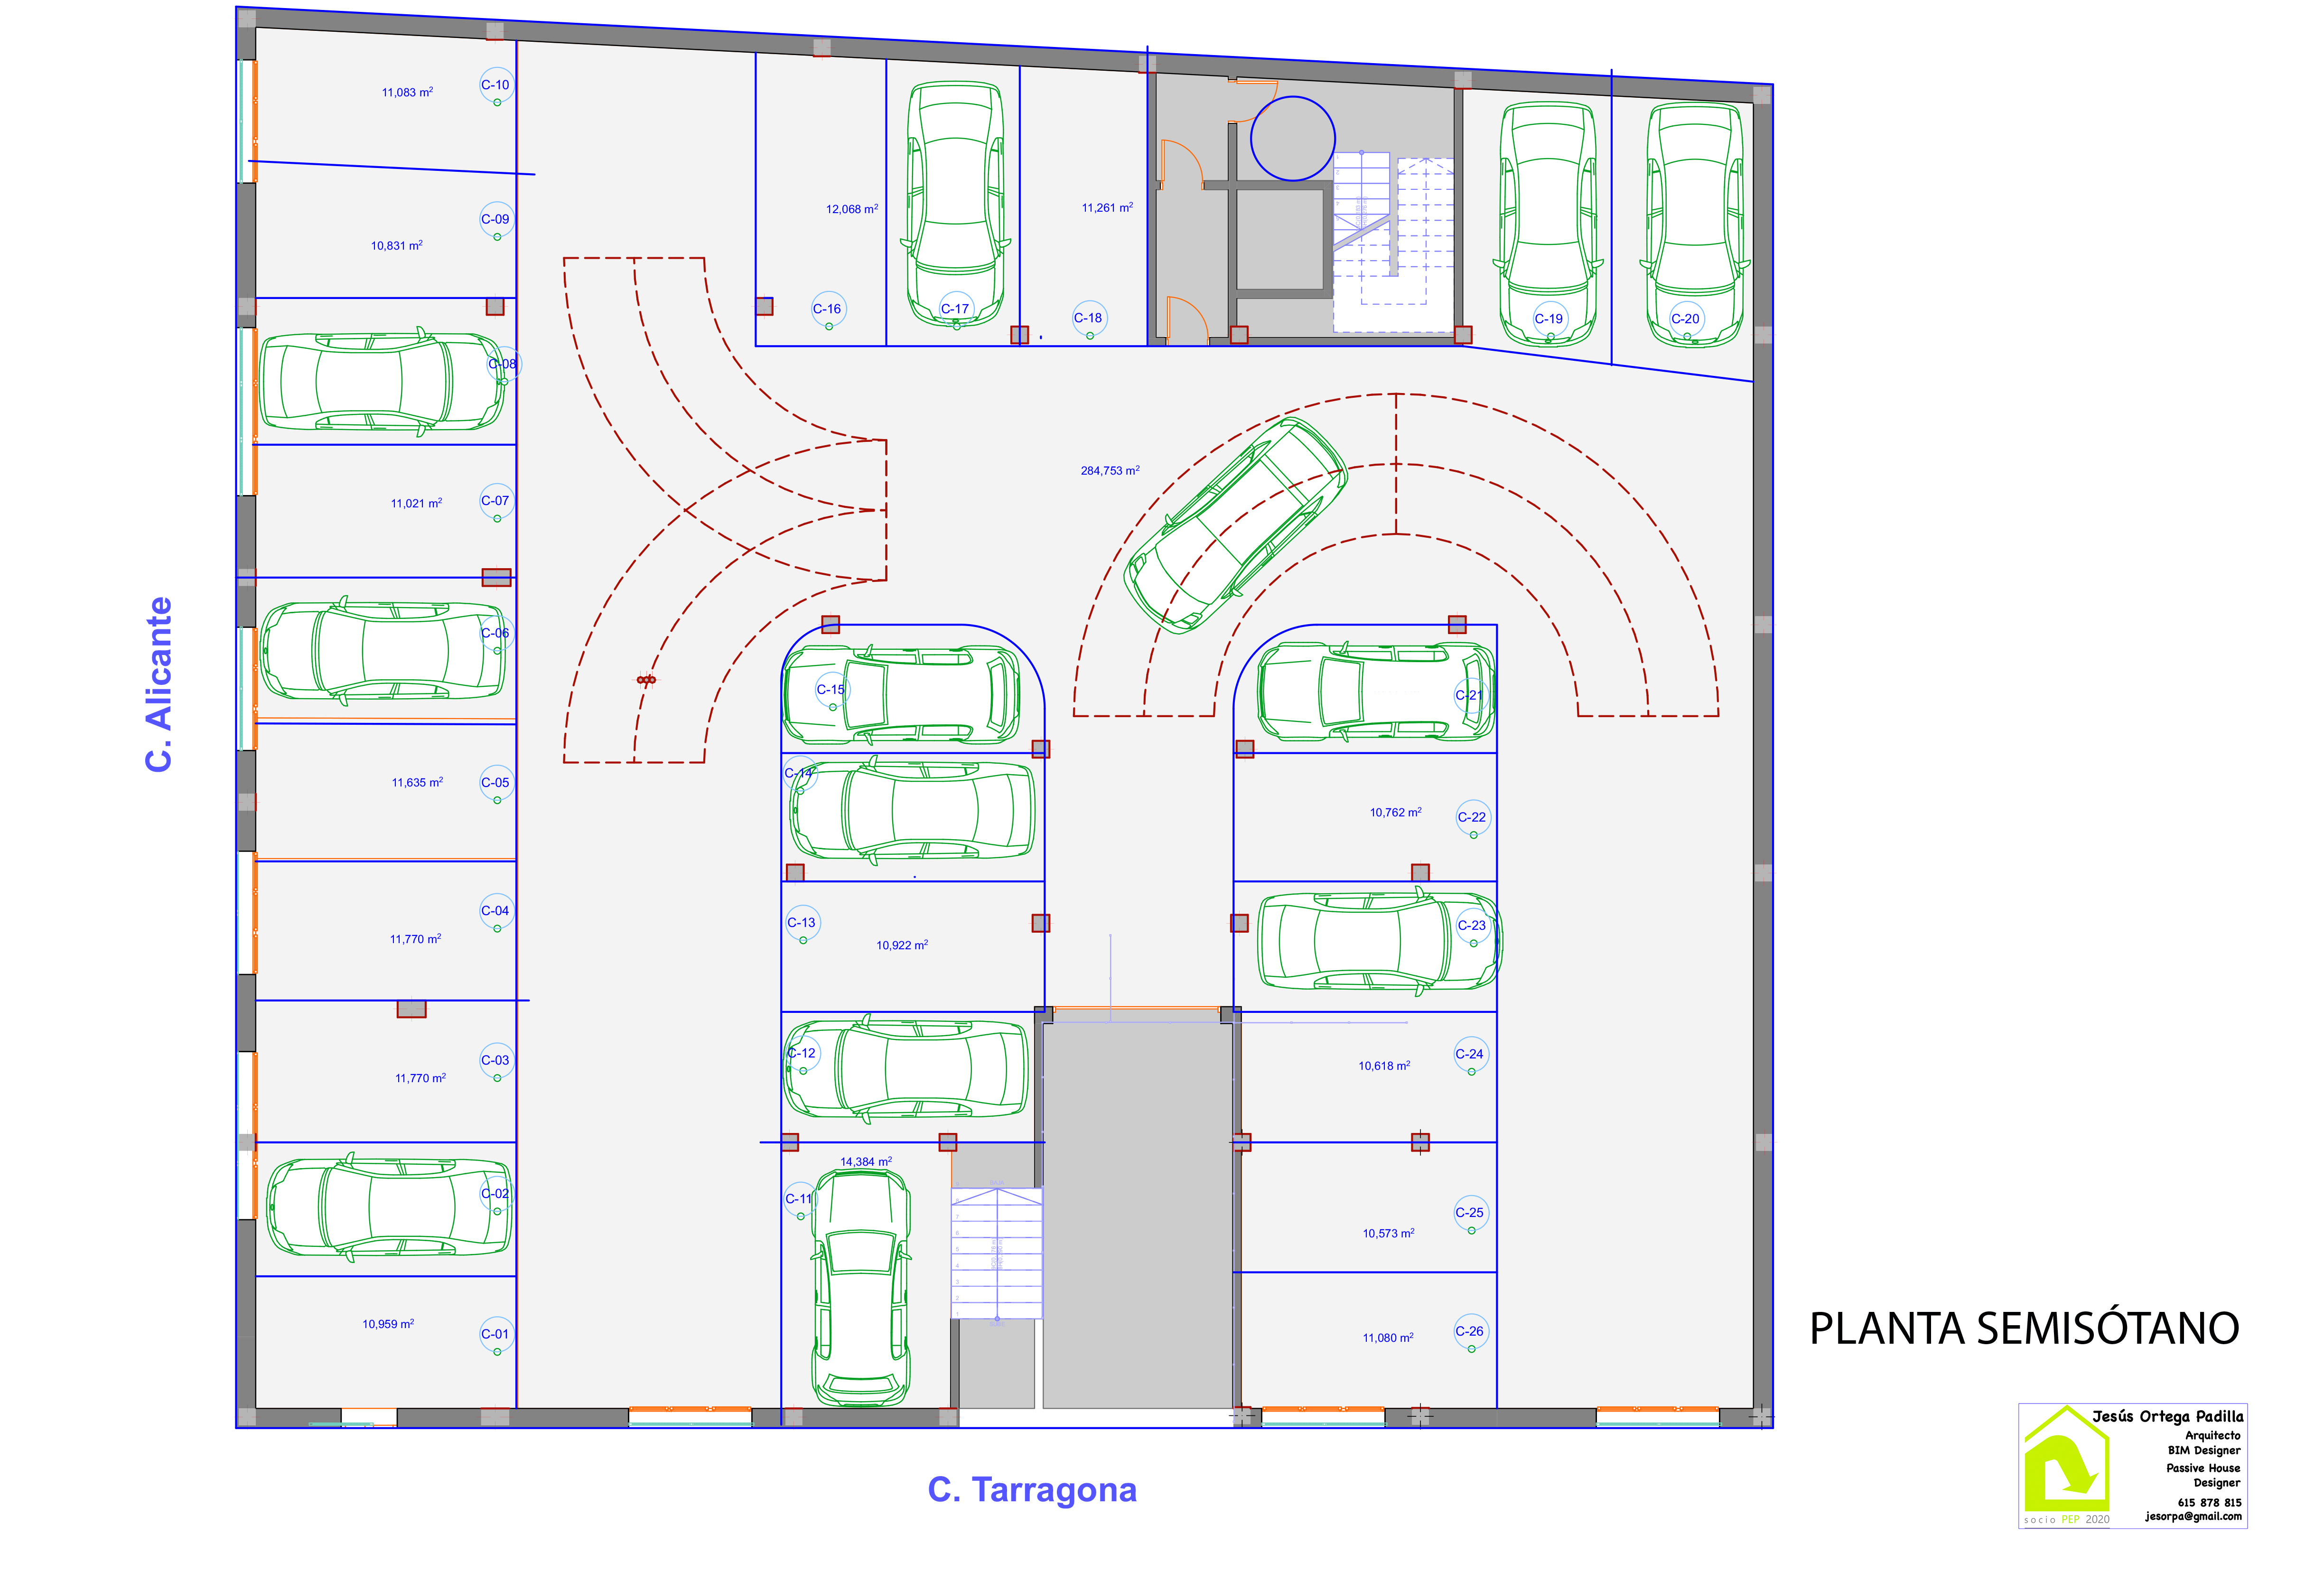 C-10
11,083 m²
C-09
10,831 m²
C-08
C-07
11,021 m²
C-06
C-05
11,635 m²
C-04
11,770 m²
C-03
11,770 m²
C-02
C-01
10,959 m²
C-16
12,068 m²
C-17
C-18
11,261 m²
C-19
C-20
284,753 m²
C-15
C-14
C-13
10,922 m²
C-12
C-11
14,384 m²
C-21
C-22
10,762 m²
C-23
C-24
10,618 m²
C-25
10,573 m²
C-26
11,080 m²
C. Alicante
C. Tarragona
PLANTA SEMISÓTANO
Jesús Ortega Padilla
Arquitecto
BIM Designer
Passive House
Designer
615 878 815
jesorpa@gmail.com
socio PEP 2020